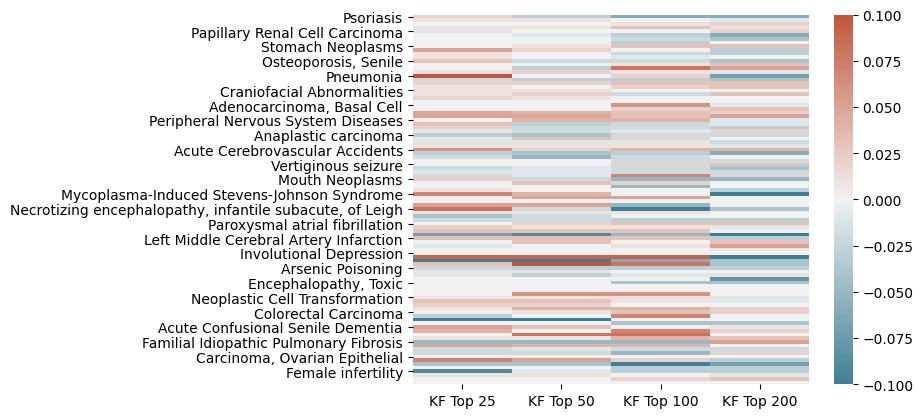 Psoriasis
Papillary Renal Cell Carcinoma
Stomach Neoplasms
Osteoporosis, Senile
Pneumonia
Craniofacial Abnormalities
Adenocarcinoma, Basal Cell
Peripheral Nervous System Diseases
Anaplastic carcinoma
Acute Cerebrovascular Accidents
Vertiginous seizure
Mouth Neoplasms
Mycoplasma-Induced Stevens-Johnson Syndrome
Necrotizing encephalopathy, infantile subacute, of Leigh
Paroxysmal atrial fibrillation
Left Middle Cerebral Artery Infarction
Involutional Depression
Arsenic Poisoning
Encephalopathy, Toxic
Neoplastic Cell Transformation
Colorectal Carcinoma
Acute Confusional Senile Dementia
Familial Idiopathic Pulmonary Fibrosis
Carcinoma, Ovarian Epithelial
Female infertility
KF Top 25 KF Top 50 KF Top 100 KF Top 200
0.100
0.075
0.050
0.025
0.000
−0.025
−0.050
−0.075
−0.100